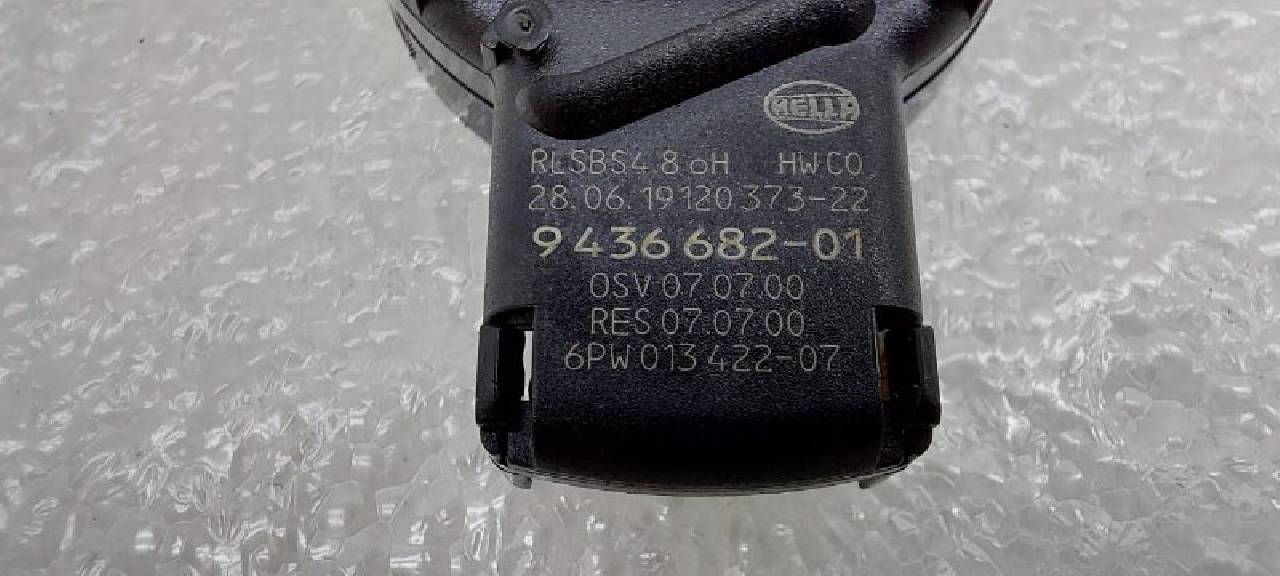 HELLA
RLSBS4.8 oH HWC0
28.06.19120373-22
9436682-01
OSV 07.07.00
RES 07.07.00
6PW 013 422-07